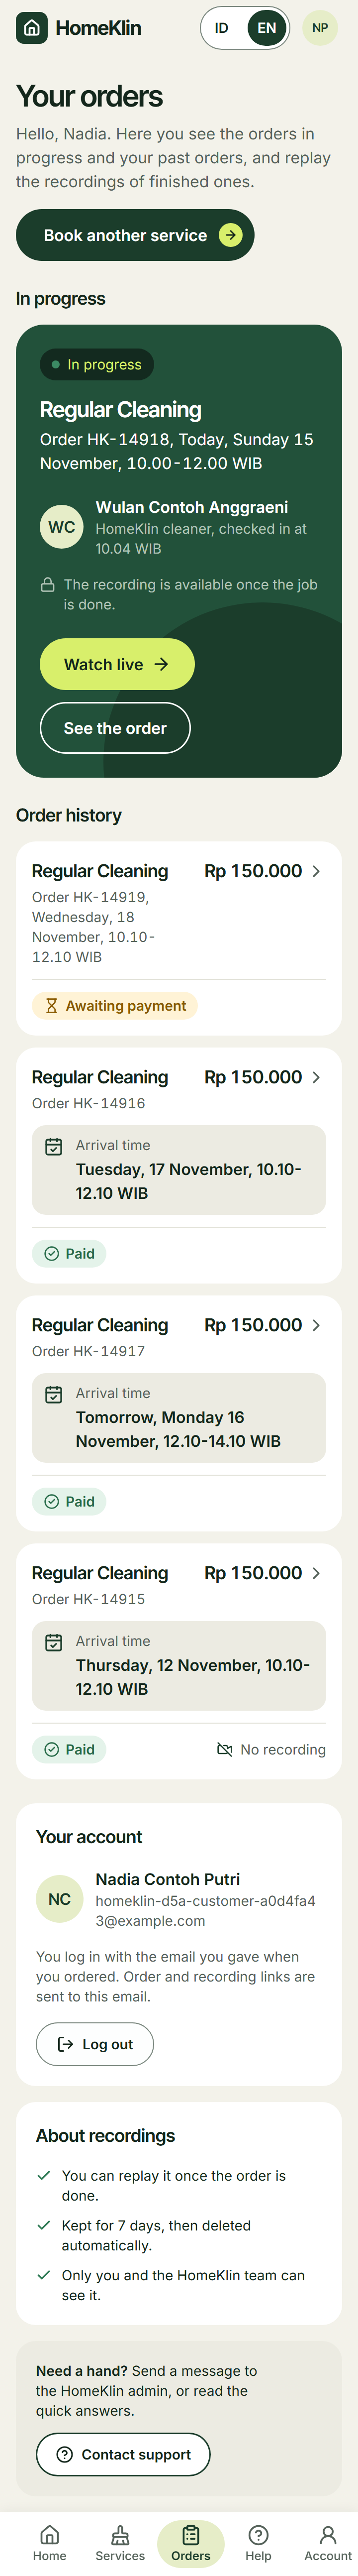 HomeKlin
ID
EN
NP
Your orders
Hello, Nadia. Here you see the orders in
progress and your past orders, and replay
the recordings of finished ones.
Book another service
In progress
In progress
Regular Cleaning
Order HK-14918, Today, Sunday 15
November, 10.00-12.00 WIB
WC
Wulan Contoh Anggraeni
HomeKlin cleaner, checked in at
10.04 WIB
The recording is available once the job
is done.
Watch live
See the order
Order history
Regular Cleaning
Rp 150.000
Order HK-14919,
Wednesday, 18
November, 10.10-
12.10 WIB
Awaiting payment
Regular Cleaning
Rp 150.000
Order HK-14916
Arrival time
Tuesday, 17 November, 10.10-
12.10 WIB
Paid
Regular Cleaning
Rp 150.000
Order HK-14917
Arrival time
Tomorrow, Monday 16
November, 12.10-14.10 WIB
Paid
Regular Cleaning
Rp 150.000
Order HK-14915
Arrival time
Thursday, 12 November, 10.10-
12.10 WIB
Paid
No recording
Your account
NC
Nadia Contoh Putri
homeklin-d5a-customer-a0d4fa4
3@example.com
You log in with the email you gave when
you ordered. Order and recording links are
sent to this email.
Log out
About recordings
You can replay it once the order is
done.
Kept for 7 days, then deleted
automatically.
Only you and the HomeKlin team can
see it.
Need a hand? Send a message to
the HomeKlin admin, or read the
quick answers.
Contact support
Home
Services
Orders
Help
Account